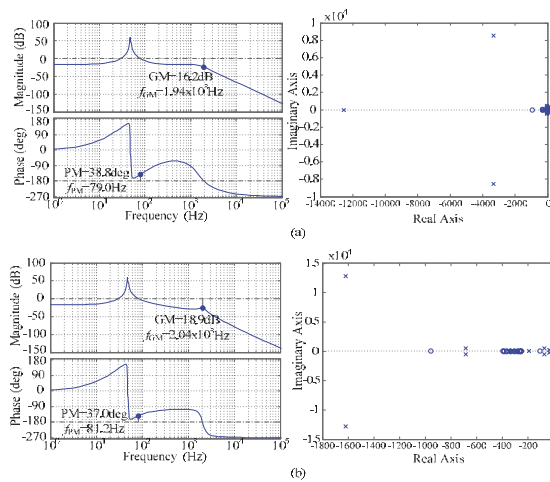 100
50
0
-50
-100
-150
Magnitude (dB)
GM=16.2dB
f_GM=1.94x10³Hz
180
90
0
-90
-180
-270
Phase (deg)
PM=38.8deg
f_PM=79.0Hz
10⁰ 10¹ 10² 10³ 10⁴ 10⁵
Frequency (Hz)
x10⁴
1
0.8
0.6
0.4
0.2
0
-0.2
-0.4
-0.6
-0.8
-1
Imaginary Axis
-14000 -12000 -10000 -8000 -6000 -4000 -2000 0
Real Axis
(a)
100
50
0
-50
-100
-150
Magnitude (dB)
GM=18.9dB
f_GM=2.04x10³Hz
180
90
0
-90
-180
-270
Phase (deg)
PM=37.0deg
f_PM=81.2Hz
10⁰ 10¹ 10² 10³ 10⁴ 10⁵
Frequency (Hz)
x10⁴
1.5
1
0.5
0
-0.5
-1
-1.5
Imaginary Axis
-1800 -1600 -1400 -1200 -1000 -800 -600 -400 -200 0
Real Axis
(b)